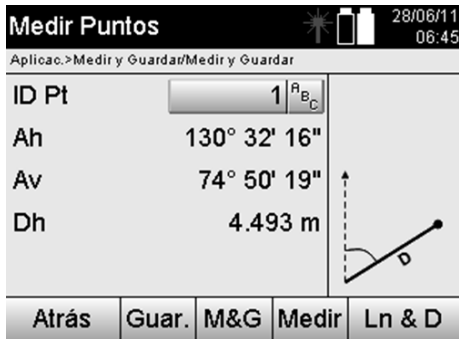 Medir Puntos 28/06/11
06:45
Aplicac.>Medir y Guardar/Medir y Guardar
ID Pt 1 ABC
Ah 130° 32' 16"
Av 74° 50' 19"
Dh 4.493 m
D
Atrás Guar. M&G Medir Ln & D